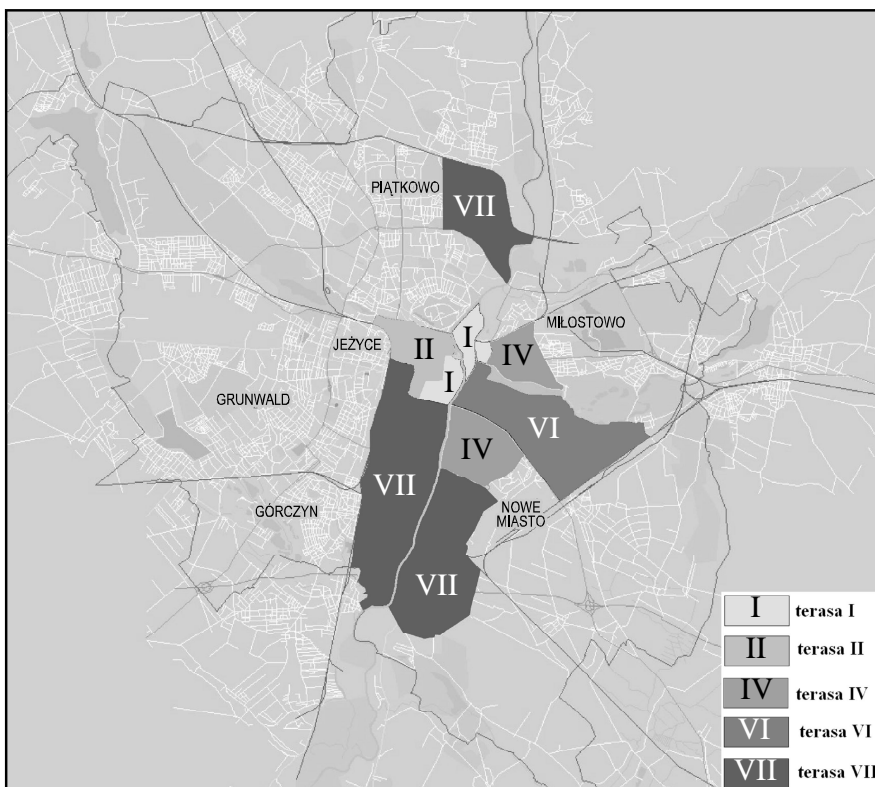 PIĄTKOWO
VII
MIŁOSTOWO
I
JEŻYCE
II
IV
I
GRUNWALD
VI
IV
VII
GÓRCZYN
NOWE
MIASTO
VII
I terasa I
II terasa II
IV terasa IV
VI terasa VI
VII terasa VII